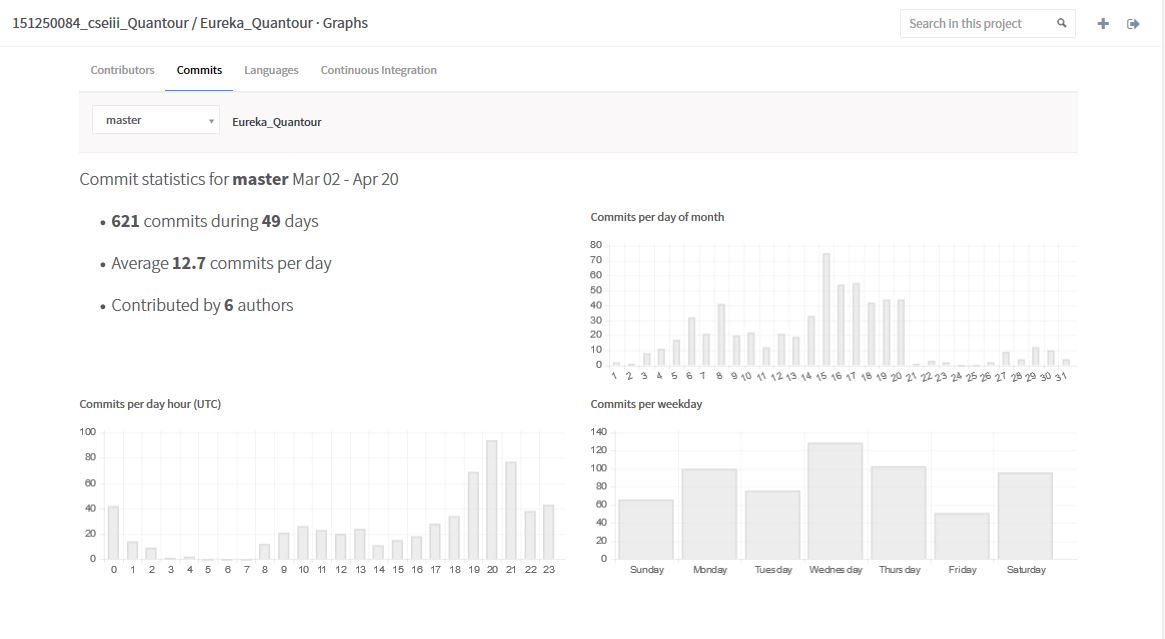 151250084_cseiii_Quantour / Eureka_Quantour · Graphs
Search in this project
Contributors Commits Languages Continuous Integration
master
Eureka_Quantour
Commit statistics for master Mar 02 - Apr 20
• 621 commits during 49 days
• Average 12.7 commits per day
• Contributed by 6 authors
Commits per day of month
80
70
60
50
40
30
20
10
0
1 2 3 4 5 6 7 8 9 10 11 12 13 14 15 16 17 18 19 20 21 22 23 24 25 26 27 28 29 30 31
Commits per day hour (UTC)
100
80
60
40
20
0
0 1 2 3 4 5 6 7 8 9 10 11 12 13 14 15 16 17 18 19 20 21 22 23
Commits per weekday
140
120
100
80
60
40
20
0
Sunday Monday Tuesday Wednesday Thursday Friday Saturday